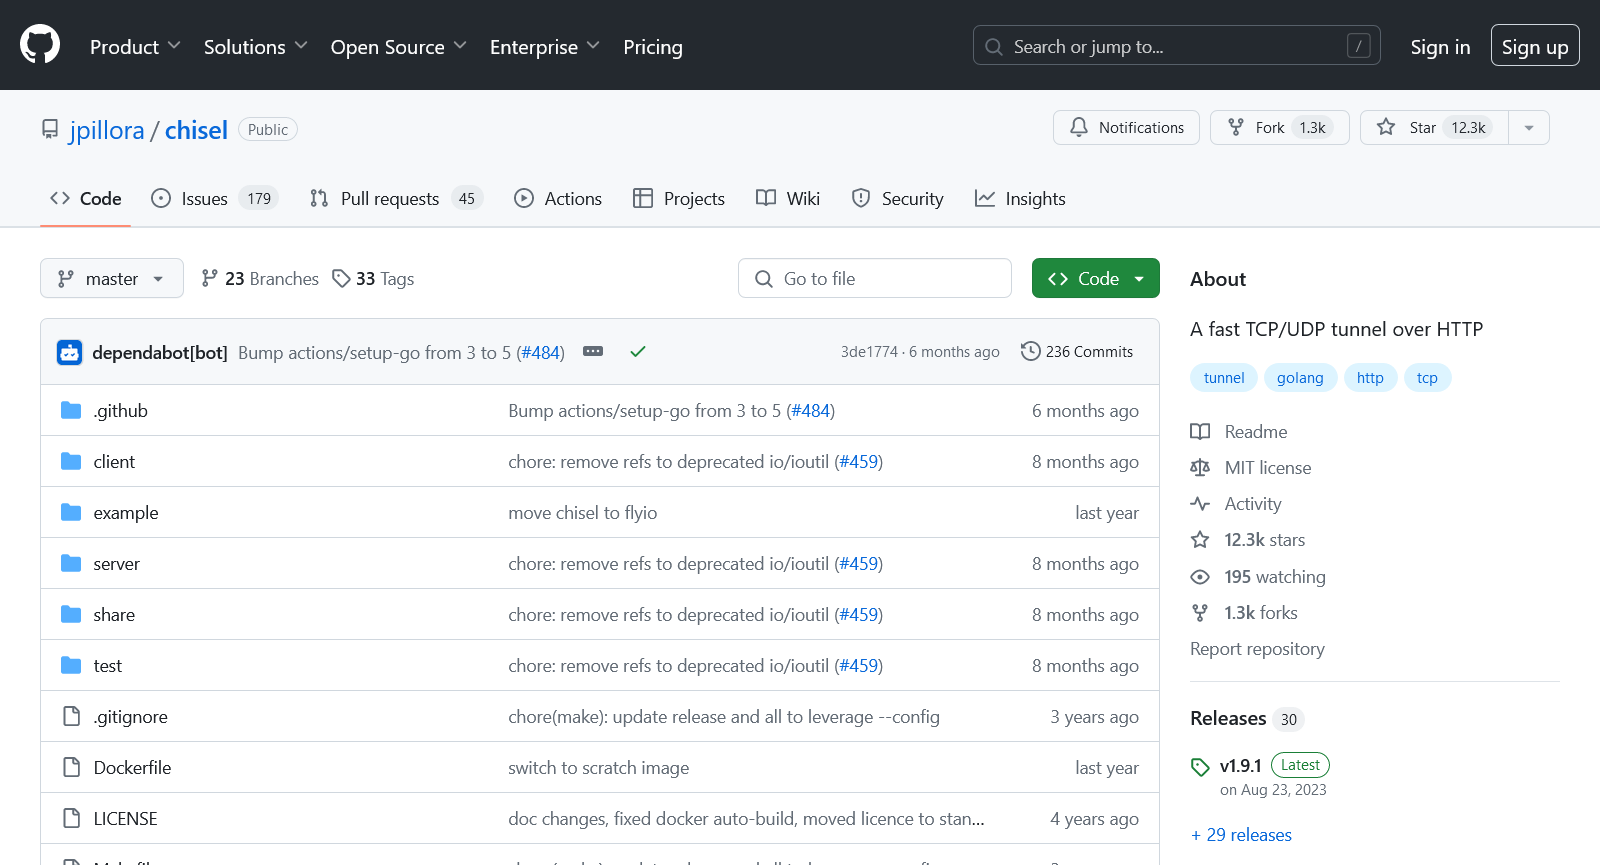 Product Solutions Open Source Enterprise Pricing Search or jump to... / Sign in Sign up
jpillora / chisel Public Notifications Fork 1.3k Star 12.3k
Code Issues 179 Pull requests 45 Actions Projects Wiki Security Insights
master 23 Branches 33 Tags Go to file Code
dependabot[bot] Bump actions/setup-go from 3 to 5 (#484) 3de1774 · 6 months ago 236 Commits
.github Bump actions/setup-go from 3 to 5 (#484) 6 months ago
client chore: remove refs to deprecated io/ioutil (#459) 8 months ago
example move chisel to flyio last year
server chore: remove refs to deprecated io/ioutil (#459) 8 months ago
share chore: remove refs to deprecated io/ioutil (#459) 8 months ago
test chore: remove refs to deprecated io/ioutil (#459) 8 months ago
.gitignore chore(make): update release and all to leverage --config 3 years ago
Dockerfile switch to scratch image last year
LICENSE doc changes, fixed docker auto-build, moved licence to stan... 4 years ago
About
A fast TCP/UDP tunnel over HTTP
tunnel golang http tcp
Readme
MIT license
Activity
12.3k stars
195 watching
1.3k forks
Report repository
Releases 30
v1.9.1 Latest
on Aug 23, 2023
+ 29 releases